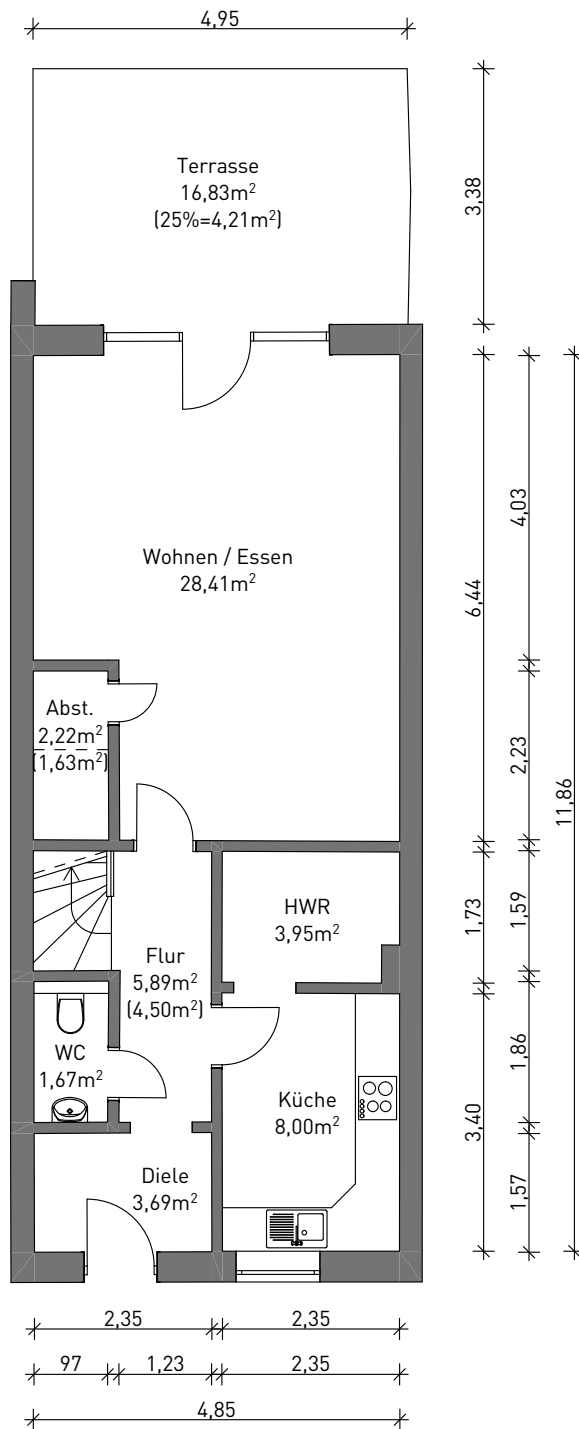 4,95
Terrasse
16,83m²
(25%=4,21m²)
3,38
Wohnen / Essen
28,41m²
6,44
4,03
Abst.
2,22m²
(1,63m²)
2,23
11,86
HWR
3,95m²
1,73
1,59
Flur
5,89m²
(4,50m²)
WC
1,67m²
1,86
Küche
8,00m²
3,40
Diele
3,69m²
1,57
2,35
2,35
97
1,23
2,35
4,85